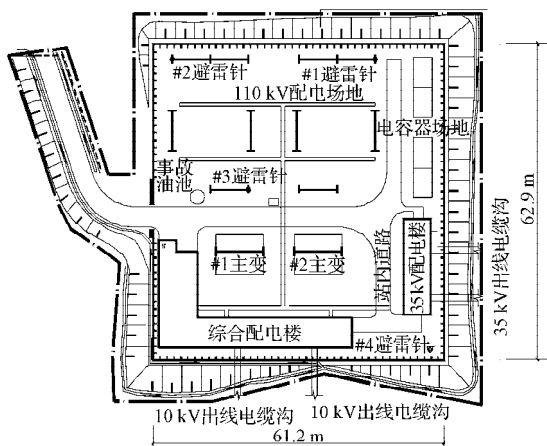 #2避雷针
#1避雷针
110 kV配电场地
电容器场地
事故
油池
#3避雷针
62.9 m
站内道路
35 kV配电楼
35 kV出线电缆沟
#1主变
#2主变
综合配电楼
#4避雷针
10 kV出线电缆沟
10 kV出线电缆沟
61.2 m